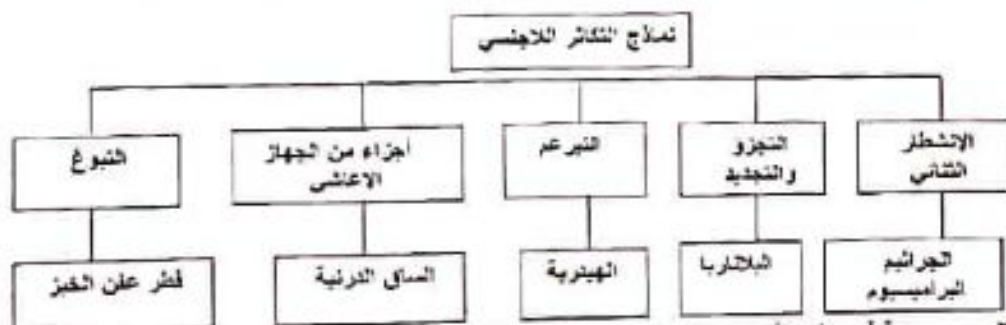 نماذج التكاثر اللاجنسي
الإنشطار
الثنائي
التجزؤ
والتجديد
التبرعم
أجزاء من الجهاز
الاعاشي
التبوغ
الجراثيم
البراميسيوم
البلاناريا
الهيدرية
الساق الدرنية
فطر عفن الخبز